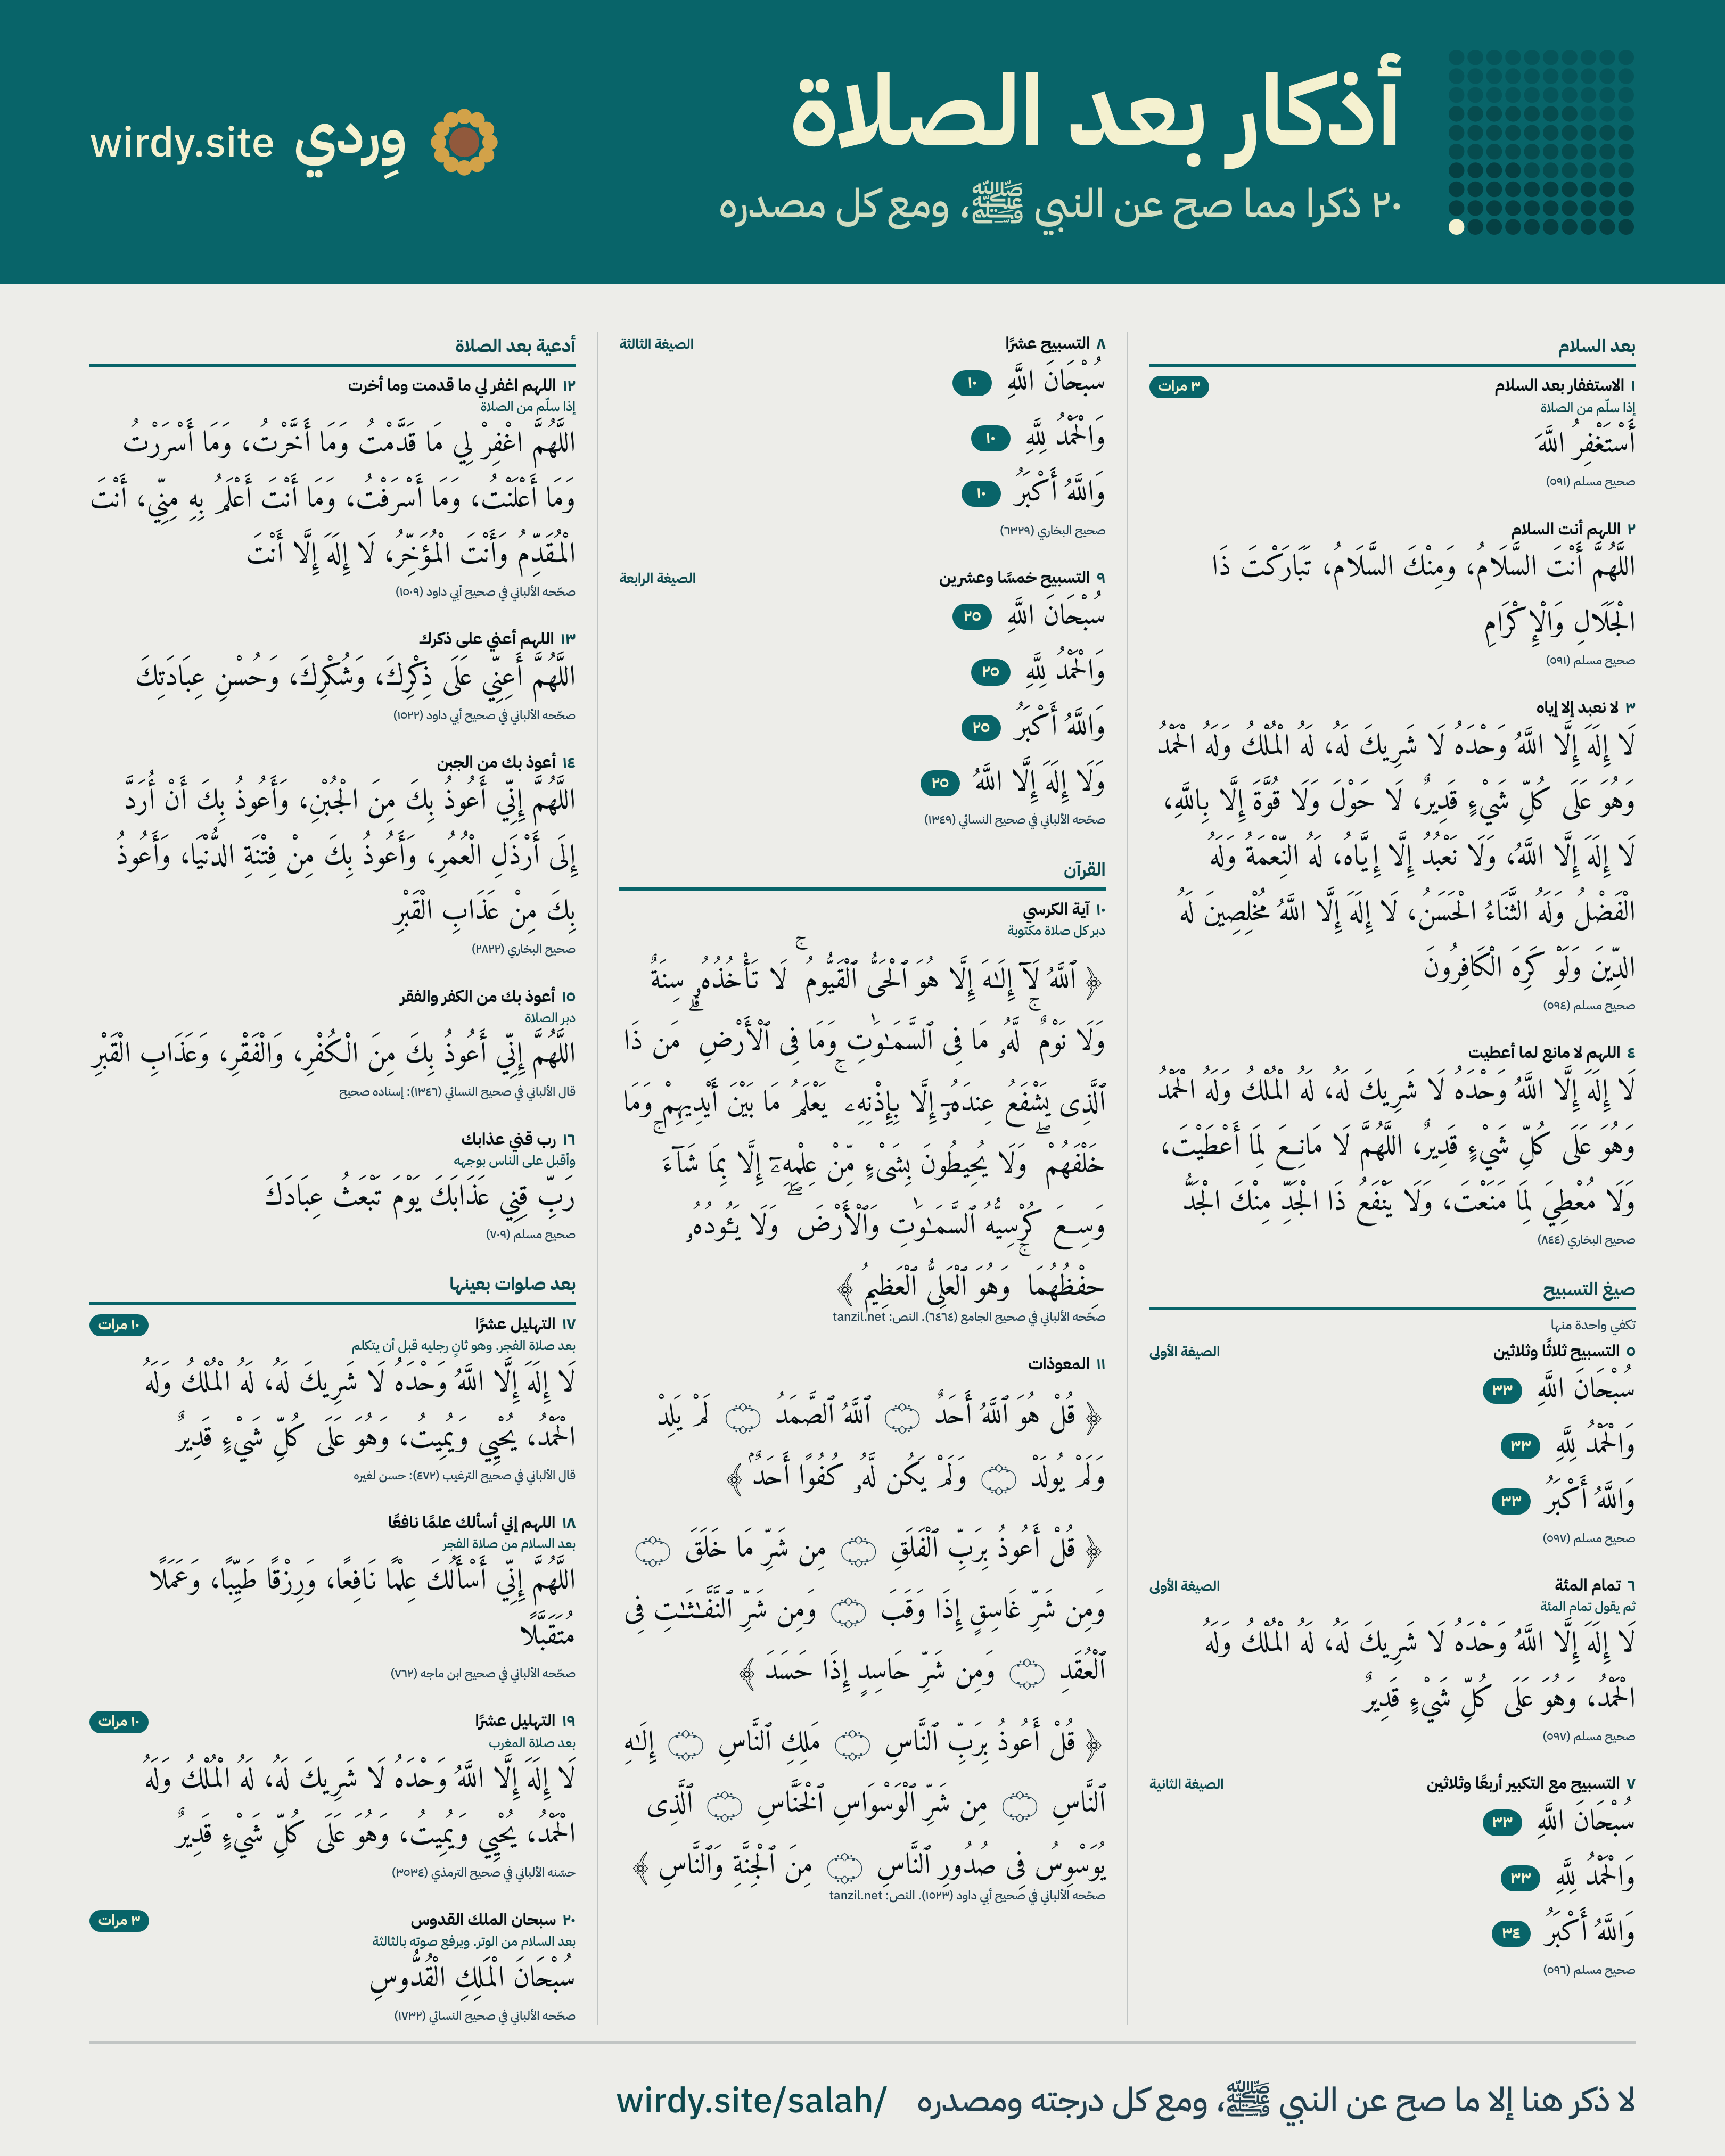 أذكار بعد الصلاة
٢٠ ذكرا مما صح عن النبي ﷺ، ومع كل مصدره
وِردي wirdy.site
بعد السلام
١ الاستغفار بعد السلام ٣ مرات
إذا سلّم من الصلاة
أَسْتَغْفِرُ اللَّهَ
صحيح مسلم (٥٩١)
٢ اللهم أنت السلام
اللَّهُمَّ أَنْتَ السَّلَامُ، وَمِنْكَ السَّلَامُ، تَبَارَكْتَ ذَا
الْجَلَالِ وَالْإِكْرَامِ
صحيح مسلم (٥٩١)
٣ لا نعبد إلا إياه
لَا إِلَهَ إِلَّا اللَّهُ وَحْدَهُ لَا شَرِيكَ لَهُ، لَهُ الْمُلْكُ وَلَهُ الْحَمْدُ
وَهُوَ عَلَى كُلِّ شَيْءٍ قَدِيرٌ، لَا حَوْلَ وَلَا قُوَّةَ إِلَّا بِاللَّهِ،
لَا إِلَهَ إِلَّا اللَّهُ، وَلَا نَعْبُدُ إِلَّا إِيَّاهُ، لَهُ النِّعْمَةُ وَلَهُ
الْفَضْلُ وَلَهُ الثَّنَاءُ الْحَسَنُ، لَا إِلَهَ إِلَّا اللَّهُ مُخْلِصِينَ لَهُ
الدِّينَ وَلَوْ كَرِهَ الْكَافِرُونَ
صحيح مسلم (٥٩٤)
٤ اللهم لا مانع لما أعطيت
لَا إِلَهَ إِلَّا اللَّهُ وَحْدَهُ لَا شَرِيكَ لَهُ، لَهُ الْمُلْكُ وَلَهُ الْحَمْدُ
وَهُوَ عَلَى كُلِّ شَيْءٍ قَدِيرٌ، اللَّهُمَّ لَا مَانِعَ لِمَا أَعْطَيْتَ،
وَلَا مُعْطِيَ لِمَا مَنَعْتَ، وَلَا يَنْفَعُ ذَا الْجَدِّ مِنْكَ الْجَدُّ
صحيح البخاري (٨٤٤)
صيغ التسبيح
تكفي واحدة منها
٥ التسبيح ثلاثًا وثلاثين الصيغة الأولى
سُبْحَانَ اللَّهِ ٣٣
وَالْحَمْدُ لِلَّهِ ٣٣
وَاللَّهُ أَكْبَرُ ٣٣
صحيح مسلم (٥٩٧)
٦ تمام المئة الصيغة الأولى
ثم يقول تمام المئة
لَا إِلَهَ إِلَّا اللَّهُ وَحْدَهُ لَا شَرِيكَ لَهُ، لَهُ الْمُلْكُ وَلَهُ
الْحَمْدُ، وَهُوَ عَلَى كُلِّ شَيْءٍ قَدِيرٌ
صحيح مسلم (٥٩٧)
٧ التسبيح مع التكبير أربعًا وثلاثين الصيغة الثانية
سُبْحَانَ اللَّهِ ٣٣
وَالْحَمْدُ لِلَّهِ ٣٣
وَاللَّهُ أَكْبَرُ ٣٤
صحيح مسلم (٥٩٦)
٨ التسبيح عشرًا الصيغة الثالثة
سُبْحَانَ اللَّهِ ١٠
وَالْحَمْدُ لِلَّهِ ١٠
وَاللَّهُ أَكْبَرُ ١٠
صحيح البخاري (٦٣٢٩)
٩ التسبيح خمسًا وعشرين الصيغة الرابعة
سُبْحَانَ اللَّهِ ٢٥
وَالْحَمْدُ لِلَّهِ ٢٥
وَاللَّهُ أَكْبَرُ ٢٥
وَلَا إِلَهَ إِلَّا اللَّهُ ٢٥
صحّحه الألباني في صحيح النسائي (١٣٤٩)
القرآن
١٠ آية الكرسي
دبر كل صلاة مكتوبة
﴿ ٱللَّهُ لَآ إِلَـٰهَ إِلَّا هُوَ ٱلْحَىُّ ٱلْقَيُّومُ ۚ لَا تَأْخُذُهُۥ سِنَةٌ
وَلَا نَوْمٌ ۚ لَّهُۥ مَا فِى ٱلسَّمَـٰوَٰتِ وَمَا فِى ٱلْأَرْضِ ۗ مَن ذَا
ٱلَّذِى يَشْفَعُ عِندَهُۥٓ إِلَّا بِإِذْنِهِۦ ۚ يَعْلَمُ مَا بَيْنَ أَيْدِيهِمْ وَمَا
خَلْفَهُمْ ۖ وَلَا يُحِيطُونَ بِشَىْءٍ مِّنْ عِلْمِهِۦٓ إِلَّا بِمَا شَآءَ ۚ
وَسِعَ كُرْسِيُّهُ ٱلسَّمَـٰوَٰتِ وَٱلْأَرْضَ ۖ وَلَا يَـُٔودُهُۥ
حِفْظُهُمَا ۚ وَهُوَ ٱلْعَلِىُّ ٱلْعَظِيمُ ﴾
صحّحه الألباني في صحيح الجامع (٦٤٦٤). النص: tanzil.net
١١ المعوذات
﴿ قُلْ هُوَ ٱللَّهُ أَحَدٌ ۝ ٱللَّهُ ٱلصَّمَدُ ۝ لَمْ يَلِدْ
وَلَمْ يُولَدْ ۝ وَلَمْ يَكُن لَّهُۥ كُفُوًا أَحَدٌۢ ﴾
﴿ قُلْ أَعُوذُ بِرَبِّ ٱلْفَلَقِ ۝ مِن شَرِّ مَا خَلَقَ ۝
وَمِن شَرِّ غَاسِقٍ إِذَا وَقَبَ ۝ وَمِن شَرِّ ٱلنَّفَّـٰثَـٰتِ فِى
ٱلْعُقَدِ ۝ وَمِن شَرِّ حَاسِدٍ إِذَا حَسَدَ ﴾
﴿ قُلْ أَعُوذُ بِرَبِّ ٱلنَّاسِ ۝ مَلِكِ ٱلنَّاسِ ۝ إِلَـٰهِ
ٱلنَّاسِ ۝ مِن شَرِّ ٱلْوَسْوَاسِ ٱلْخَنَّاسِ ۝ ٱلَّذِى
يُوَسْوِسُ فِى صُدُورِ ٱلنَّاسِ ۝ مِنَ ٱلْجِنَّةِ وَٱلنَّاسِ ﴾
صحّحه الألباني في صحيح أبي داود (١٥٢٣). النص: tanzil.net
أدعية بعد الصلاة
١٢ اللهم اغفر لي ما قدمت وما أخرت
إذا سلّم من الصلاة
اللَّهُمَّ اغْفِرْ لِي مَا قَدَّمْتُ وَمَا أَخَّرْتُ، وَمَا أَسْرَرْتُ
وَمَا أَعْلَنْتُ، وَمَا أَسْرَفْتُ، وَمَا أَنْتَ أَعْلَمُ بِهِ مِنِّي، أَنْتَ
الْمُقَدِّمُ وَأَنْتَ الْمُؤَخِّرُ، لَا إِلَهَ إِلَّا أَنْتَ
صحّحه الألباني في صحيح أبي داود (١٥٠٩)
١٣ اللهم أعني على ذكرك
اللَّهُمَّ أَعِنِّي عَلَى ذِكْرِكَ، وَشُكْرِكَ، وَحُسْنِ عِبَادَتِكَ
صحّحه الألباني في صحيح أبي داود (١٥٢٢)
١٤ أعوذ بك من الجبن
اللَّهُمَّ إِنِّي أَعُوذُ بِكَ مِنَ الْجُبْنِ، وَأَعُوذُ بِكَ أَنْ أُرَدَّ
إِلَى أَرْذَلِ الْعُمُرِ، وَأَعُوذُ بِكَ مِنْ فِتْنَةِ الدُّنْيَا، وَأَعُوذُ
بِكَ مِنْ عَذَابِ الْقَبْرِ
صحيح البخاري (٢٨٢٢)
١٥ أعوذ بك من الكفر والفقر
دبر الصلاة
اللَّهُمَّ إِنِّي أَعُوذُ بِكَ مِنَ الْكُفْرِ، وَالْفَقْرِ، وَعَذَابِ الْقَبْرِ
قال الألباني في صحيح النسائي (١٣٤٦): إسناده صحيح
١٦ رب قني عذابك
وأقبل على الناس بوجهه
رَبِّ قِنِي عَذَابَكَ يَوْمَ تَبْعَثُ عِبَادَكَ
صحيح مسلم (٧٠٩)
بعد صلوات بعينها
١٧ التهليل عشرًا ١٠ مرات
بعد صلاة الفجر. وهو ثانٍ رجليه قبل أن يتكلم
لَا إِلَهَ إِلَّا اللَّهُ وَحْدَهُ لَا شَرِيكَ لَهُ، لَهُ الْمُلْكُ وَلَهُ
الْحَمْدُ، يُحْيِي وَيُمِيتُ، وَهُوَ عَلَى كُلِّ شَيْءٍ قَدِيرٌ
قال الألباني في صحيح الترغيب (٤٧٢): حسن لغيره
١٨ اللهم إني أسألك علمًا نافعًا
بعد السلام من صلاة الفجر
اللَّهُمَّ إِنِّي أَسْأَلُكَ عِلْمًا نَافِعًا، وَرِزْقًا طَيِّبًا، وَعَمَلًا
مُتَقَبَّلًا
صحّحه الألباني في صحيح ابن ماجه (٧٦٢)
١٩ التهليل عشرًا ١٠ مرات
بعد صلاة المغرب
لَا إِلَهَ إِلَّا اللَّهُ وَحْدَهُ لَا شَرِيكَ لَهُ، لَهُ الْمُلْكُ وَلَهُ
الْحَمْدُ، يُحْيِي وَيُمِيتُ، وَهُوَ عَلَى كُلِّ شَيْءٍ قَدِيرٌ
حسّنه الألباني في صحيح الترمذي (٣٥٣٤)
٢٠ سبحان الملك القدوس ٣ مرات
بعد السلام من الوتر. ويرفع صوته بالثالثة
سُبْحَانَ الْمَلِكِ الْقُدُّوسِ
صحّحه الألباني في صحيح النسائي (١٧٣٢)
لا ذكر هنا إلا ما صح عن النبي ﷺ، ومع كل درجته ومصدره wirdy.site/salah/